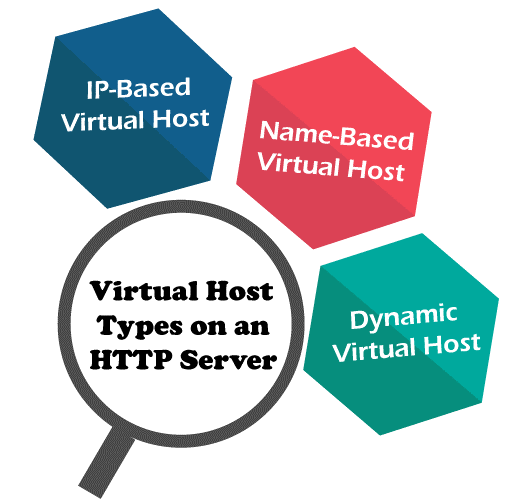 IP-Based
Virtual Host
Name-Based
Virtual Host
Virtual Host
Types on an
HTTP Server
Dynamic
Virtual Host